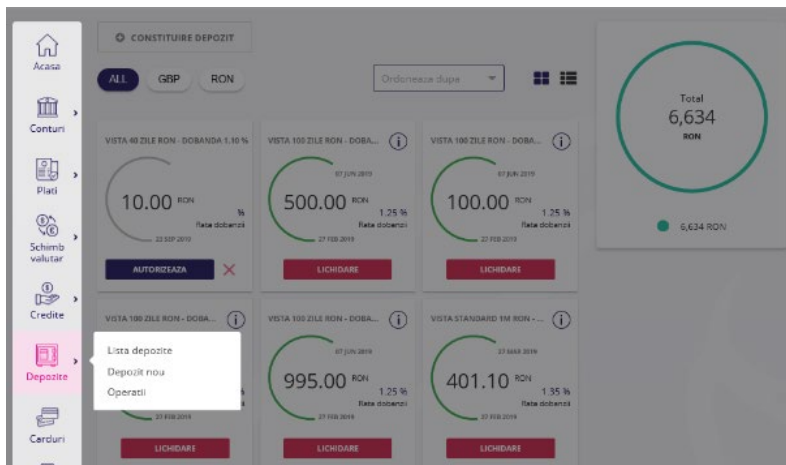 Acasa
Conturi
Plati
Schimb
valutar
Credite
Depozite
Carduri
CONSTITUIRE DEPOZIT
ALL
GBP
RON
Ordoneaza dupa
VISTA 40 ZILE RON - DOBANDA 1.10 %
10.00 RON
%
Rata dobanzii
22 SEP 2019
AUTORIZEAZA
VISTA 100 ZILE RON - DOBA...
07 JUN 2019
500.00 RON
1.25 %
Rata dobanzii
27 FEB 2019
LICHIDARE
VISTA 100 ZILE RON - DOBA...
07 JUN 2019
100.00 RON
1.25 %
Rata dobanzii
27 FEB 2019
LICHIDARE
VISTA 100 ZILE RON - DOBA...
Lista depozite
Depozit nou
Operatii
27 FEB 2019
LICHIDARE
VISTA 100 ZILE RON - DOBA...
07 JUN 2019
995.00 RON
1.25 %
Rata dobanzii
27 FEB 2019
LICHIDARE
VISTA STANDARD 1M RON - ...
27 MAR 2019
401.10 RON
1.35 %
Rata dobanzii
27 FEB 2019
LICHIDARE
Total
6,634
RON
6,634 RON